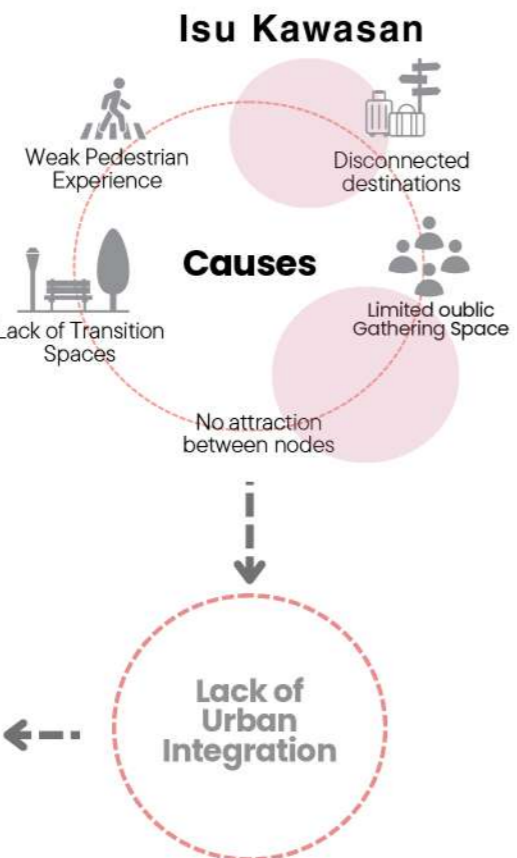 Isu Kawasan
Weak Pedestrian
Experience
Disconnected
destinations
Causes
Lack of Transition
Spaces
Limited oublic
Gathering Space
No attraction
between nodes
Lack of
Urban
Integration